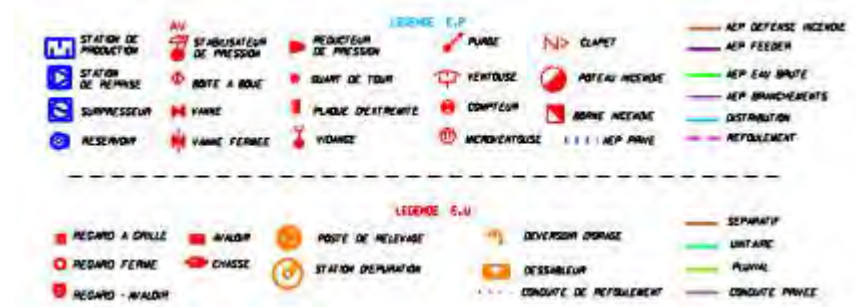 LEGENDE E.P
STATION DE PRODUCTION
STATION DE REPRISE
SURPRESSEUR
RESERVOIR
AV
STABILISATEUR DE PRESSION
BOITE A BOUE
VANNE
VANNE FERMEE
REDUCTEUR DE PRESSION
QUART DE TOUR
PLAQUE D'EXTREMITE
VIDANGE
PURGE
VENTOUSE
COMPTEUR
MICROVENTOUSE
CLAPET
POTEAU INCENDIE
BORNE INCENDIE
AEP PRIVE
AEP DEFENSE INCENDIE
AEP FEEDER
AEP EAU BRUTE
AEP BRANCHEMENTS
DISTRIBUTION
REFOULEMENT
LEGENDE E.U
REGARD A GRILLE
REGARD FERME
REGARD - AVALOIR
AVALOIR
CHASSE
POSTE DE RELEVAGE
STATION D'EPURATION
DEVERSOIR D'ORAGE
DESSABLEUR
CONDUITE DE REFOULEMENT
SEPARATIF
UNITAIRE
PLUVIAL
CONDUITE PRIVEE